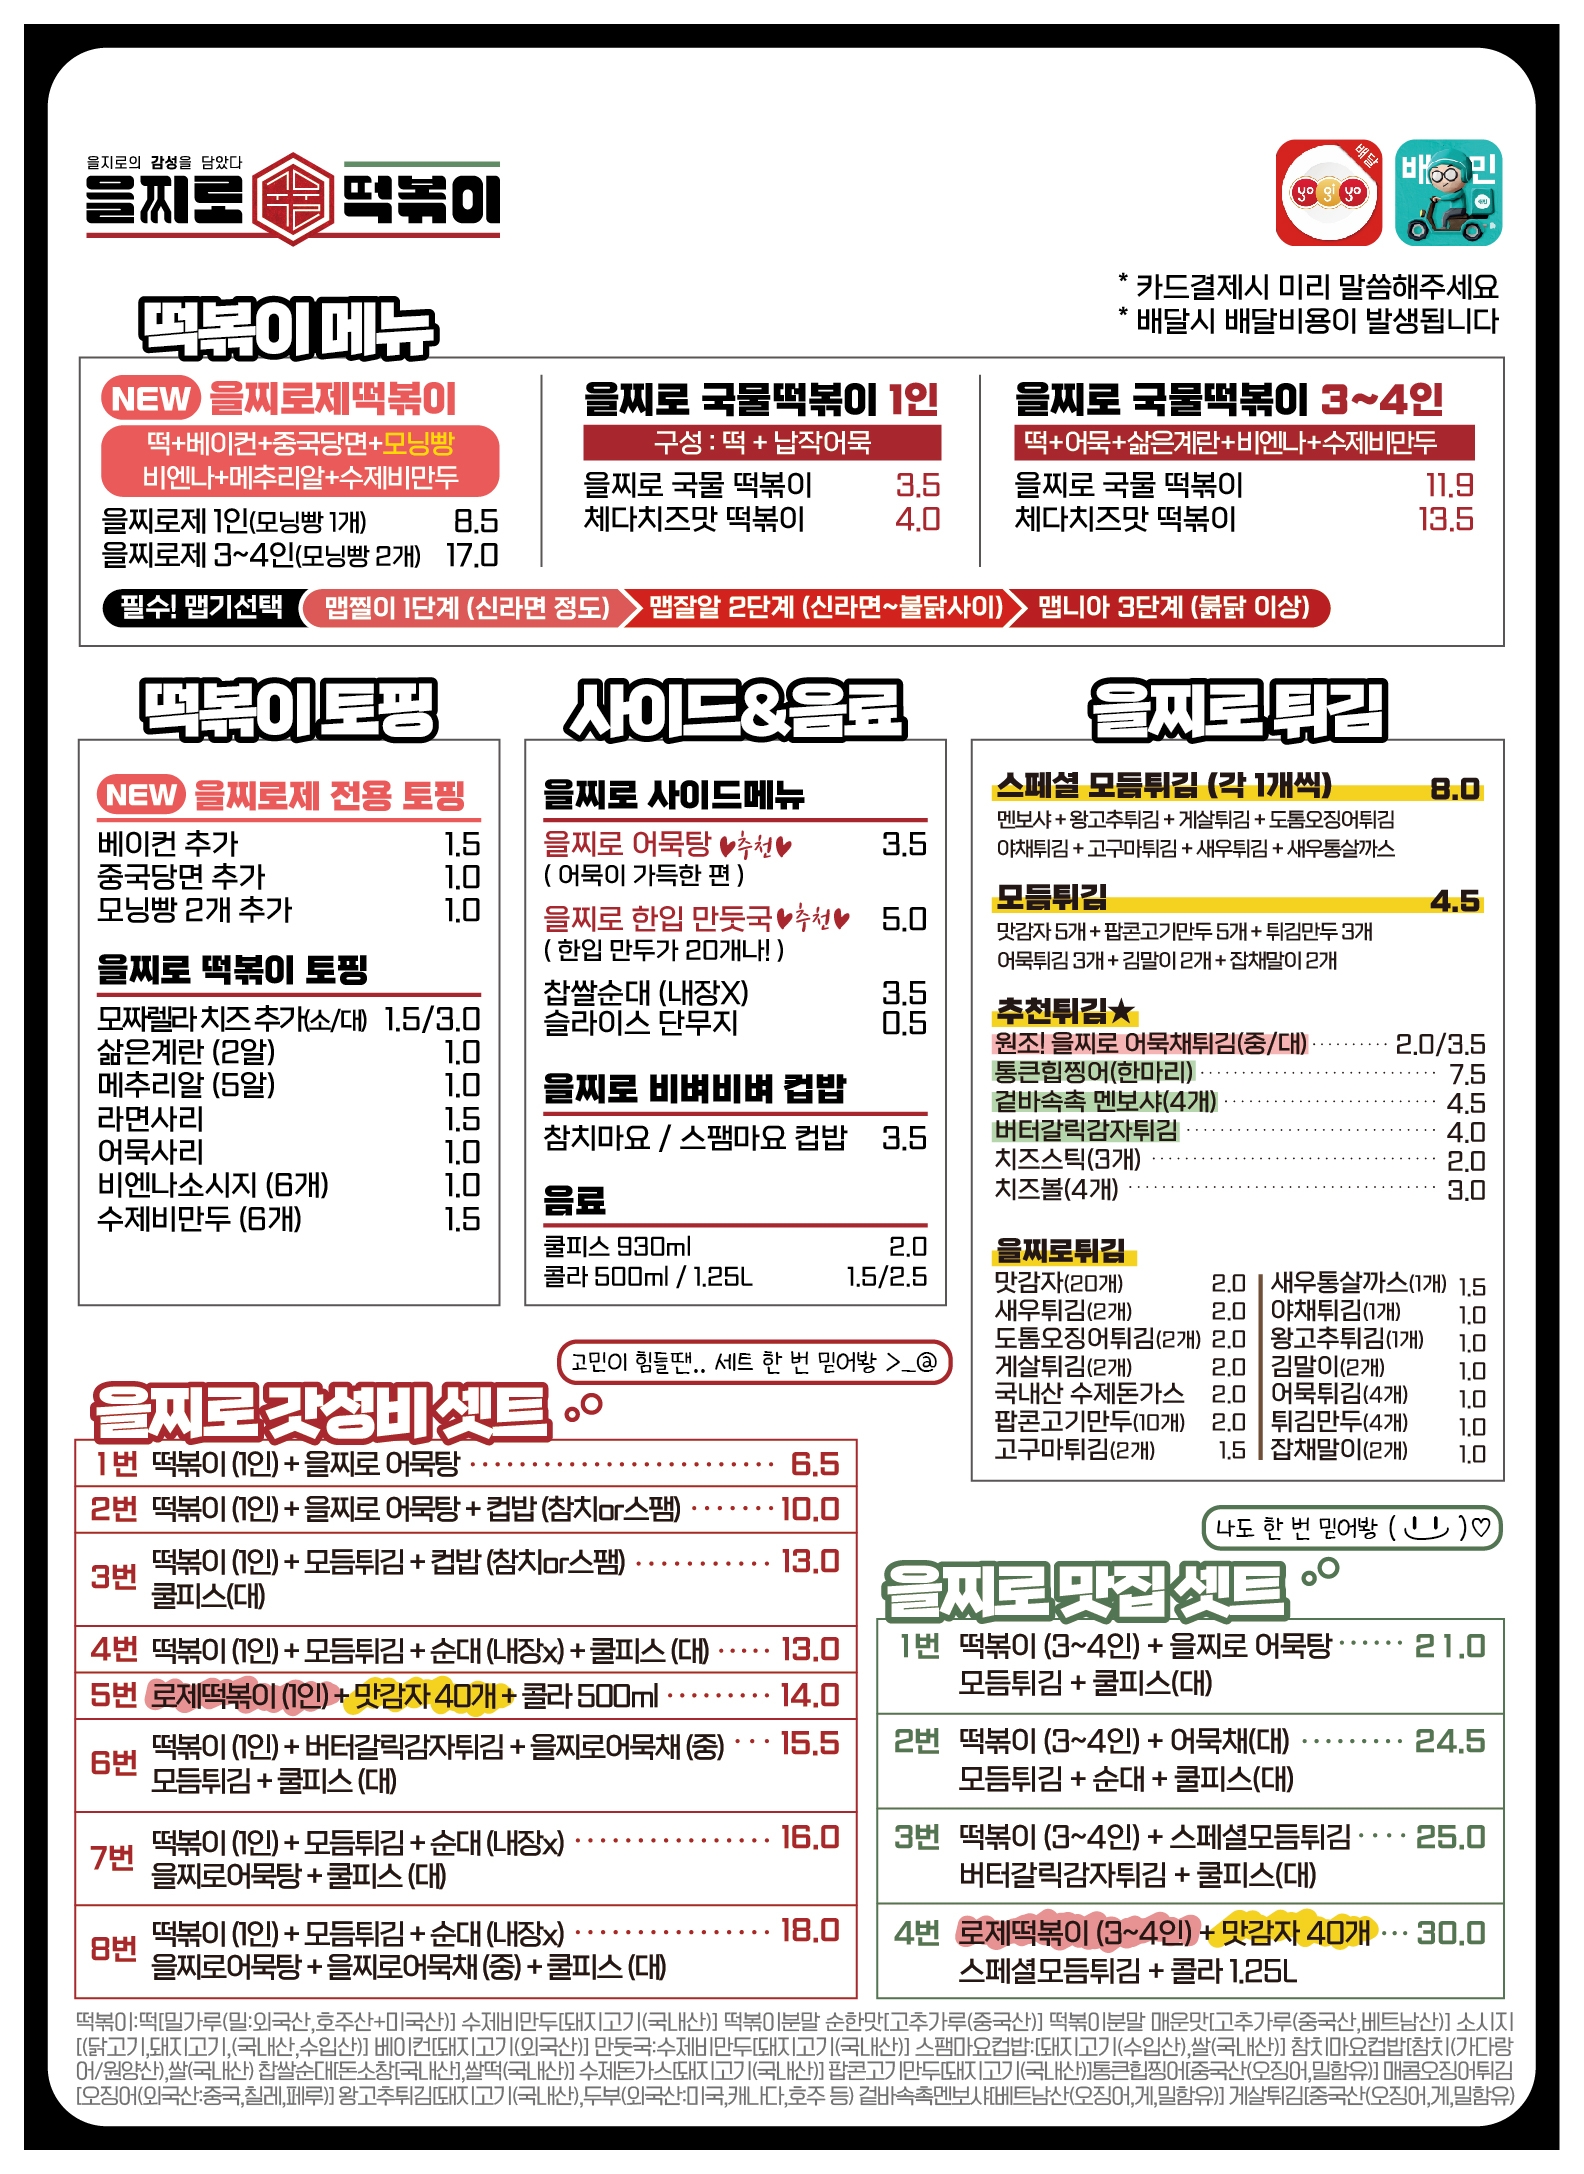 을지로의 감성을 담았다
을찌로 떡볶이
배달
yo gi yo
배민
* 카드결제시 미리 말씀해주세요
* 배달시 배달비용이 발생됩니다
떡볶이 메뉴
NEW 을찌로제떡볶이
떡+베이컨+중국당면+모닝빵
비엔나+메추리알+수제비만두
을찌로제 1인(모닝빵 1개) 8.5
을찌로제 3~4인(모닝빵 2개) 17.0
을찌로 국물떡볶이 1인
구성 : 떡 + 납작어묵
을찌로 국물 떡볶이 3.5
체다치즈맛 떡볶이 4.0
을찌로 국물떡볶이 3~4인
떡+어묵+삶은계란+비엔나+수제비만두
을찌로 국물 떡볶이 11.9
체다치즈맛 떡볶이 13.5
필수! 맵기선택 맵찔이 1단계 (신라면 정도) 맵잘알 2단계 (신라면~불닭사이) 맵니아 3단계 (붉닭 이상)
떡볶이 토핑
NEW 을찌로제 전용 토핑
베이컨 추가 1.5
중국당면 추가 1.0
모닝빵 2개 추가 1.0
을찌로 떡볶이 토핑
모짜렐라 치즈 추가(소/대) 1.5/3.0
삶은계란 (2알) 1.0
메추리알 (5알) 1.0
라면사리 1.5
어묵사리 1.0
비엔나소시지 (6개) 1.0
수제비만두 (6개) 1.5
사이드&음료
을찌로 사이드메뉴
을찌로 어묵탕 ♥추천♥ 3.5
( 어묵이 가득한 편 )
을찌로 한입 만둣국♥추천♥ 5.0
( 한입 만두가 20개나! )
찹쌀순대 (내장X) 3.5
슬라이스 단무지 0.5
을찌로 비벼비벼 컵밥
참치마요 / 스팸마요 컵밥 3.5
음료
쿨피스 930ml 2.0
콜라 500ml / 1.25L 1.5/2.5
을찌로 튀김
스페셜 모듬튀김 (각 1개씩) 8.0
멘보샤 + 왕고추튀김 + 게살튀김 + 도톰오징어튀김
야채튀김 + 고구마튀김 + 새우튀김 + 새우통살까스
모듬튀김 4.5
맛감자 5개 + 팝콘고기만두 5개 + 튀김만두 3개
어묵튀김 3개 + 김말이 2개 + 잡채말이 2개
추천튀김★
원조! 을찌로 어묵채튀김(중/대) 2.0/3.5
통큰힙찡어(한마리) 7.5
겉바속촉 멘보샤(4개) 4.5
버터갈릭감자튀김 4.0
치즈스틱(3개) 2.0
치즈볼(4개) 3.0
을찌로튀김
맛감자(20개) 2.0
새우튀김(2개) 2.0
도톰오징어튀김(2개) 2.0
게살튀김(2개) 2.0
국내산 수제돈가스 2.0
팝콘고기만두(10개) 2.0
고구마튀김(2개) 1.5
새우통살까스(1개) 1.5
야채튀김(1개) 1.0
왕고추튀김(1개) 1.0
김말이(2개) 1.0
어묵튀김(4개) 1.0
튀김만두(4개) 1.0
잡채말이(2개) 1.0
고민이 힘들땐.. 세트 한 번 믿어봥 >_@
을찌로 갓성비 셋트
1번 떡볶이 (1인) + 을찌로 어묵탕 6.5
2번 떡볶이 (1인) + 을찌로 어묵탕 + 컵밥 (참치or스팸) 10.0
3번 떡볶이 (1인) + 모듬튀김 + 컵밥 (참치or스팸) 13.0
쿨피스(대)
4번 떡볶이 (1인) + 모듬튀김 + 순대 (내장x) + 쿨피스 (대) 13.0
5번 로제떡볶이 (1인) + 맛감자 40개 + 콜라 500ml 14.0
6번 떡볶이 (1인) + 버터갈릭감자튀김 + 을찌로어묵채 (중) 15.5
모듬튀김 + 쿨피스 (대)
7번 떡볶이 (1인) + 모듬튀김 + 순대 (내장x) 16.0
을찌로어묵탕 + 쿨피스 (대)
8번 떡볶이 (1인) + 모듬튀김 + 순대 (내장x) 18.0
을찌로어묵탕 + 을찌로어묵채 (중) + 쿨피스 (대)
나도 한 번 믿어봥 ( )♡
을찌로 맛집 셋트
1번 떡볶이 (3~4인) + 을찌로 어묵탕 21.0
모듬튀김 + 쿨피스(대)
2번 떡볶이 (3~4인) + 어묵채(대) 24.5
모듬튀김 + 순대 + 쿨피스(대)
3번 떡볶이 (3~4인) + 스페셜모듬튀김 25.0
버터갈릭감자튀김 + 쿨피스(대)
4번 로제떡볶이 (3~4인) + 맛감자 40개 30.0
스페셜모듬튀김 + 콜라 1.25L
떡볶이:떡[밀가루(밀:외국산,호주산+미국산)] 수제비만두[돼지고기(국내산)] 떡볶이분말 순한맛[고추가루(중국산)] 떡볶이분말 매운맛[고추가루(중국산,베트남산)] 소시지
[(닭고기,돼지고기,(국내산,수입산)] 베이컨[돼지고기(외국산)] 만둣국:수제비만두[돼지고기(국내산)] 스팸마요컵밥:[돼지고기(수입산),쌀(국내산)] 참치마요컵밥[참치(가다랑
어/원양산),쌀(국내산) 찹쌀순대[돈소창[국내산],쌀떡(국내산)] 수제돈가스[돼지고기(국내산)] 팝콘고기만두[돼지고기(국내산)]통큰힙찡어[중국산(오징어,밀함유)] 매콤오징어튀김
[오징어(외국산:중국,칠레,페루)] 왕고추튀김[돼지고기(국내산),두부(외국산:미국,캐나다,호주 등) 겉바속촉멘보샤[베트남산(오징어,게,밀함유)] 게살튀김[중국산(오징어,게,밀함유)